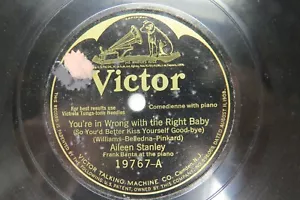 Victor
For best results use
Victrola Tungs-tone Needles
Comedienne with piano
You're in Wrong with the Right Baby
(So You'd Better Kiss Yourself Good-bye)
(Williams-Belledna-Pinkard)
Aileen Stanley
Frank Banta at the piano
19767-A
VICTOR TALKING MACHINE CO. Camden, N.J.